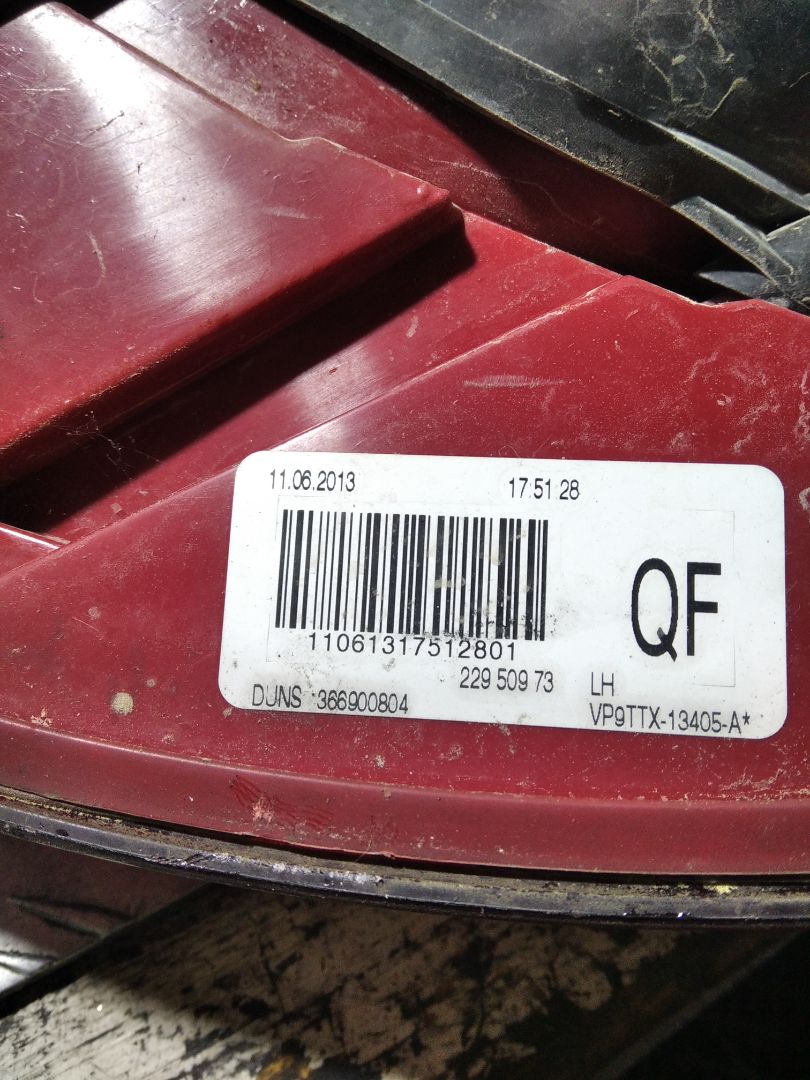 11.06.2013 17:51:28
QF
11061317512801
229 509 73 LH
DUNS :366900804 VP9TTX-13405-A*